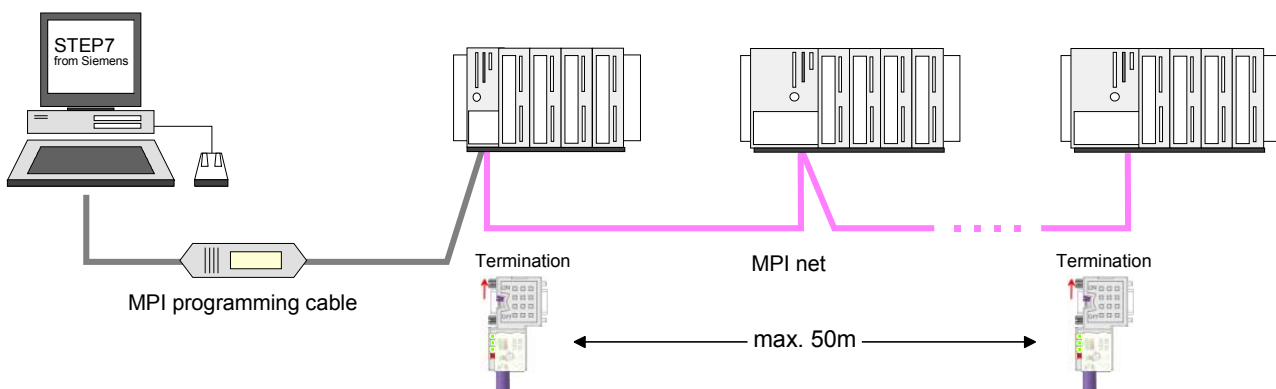 STEP7
from Siemens
Termination
MPI net
Termination
MPI programming cable
max. 50m